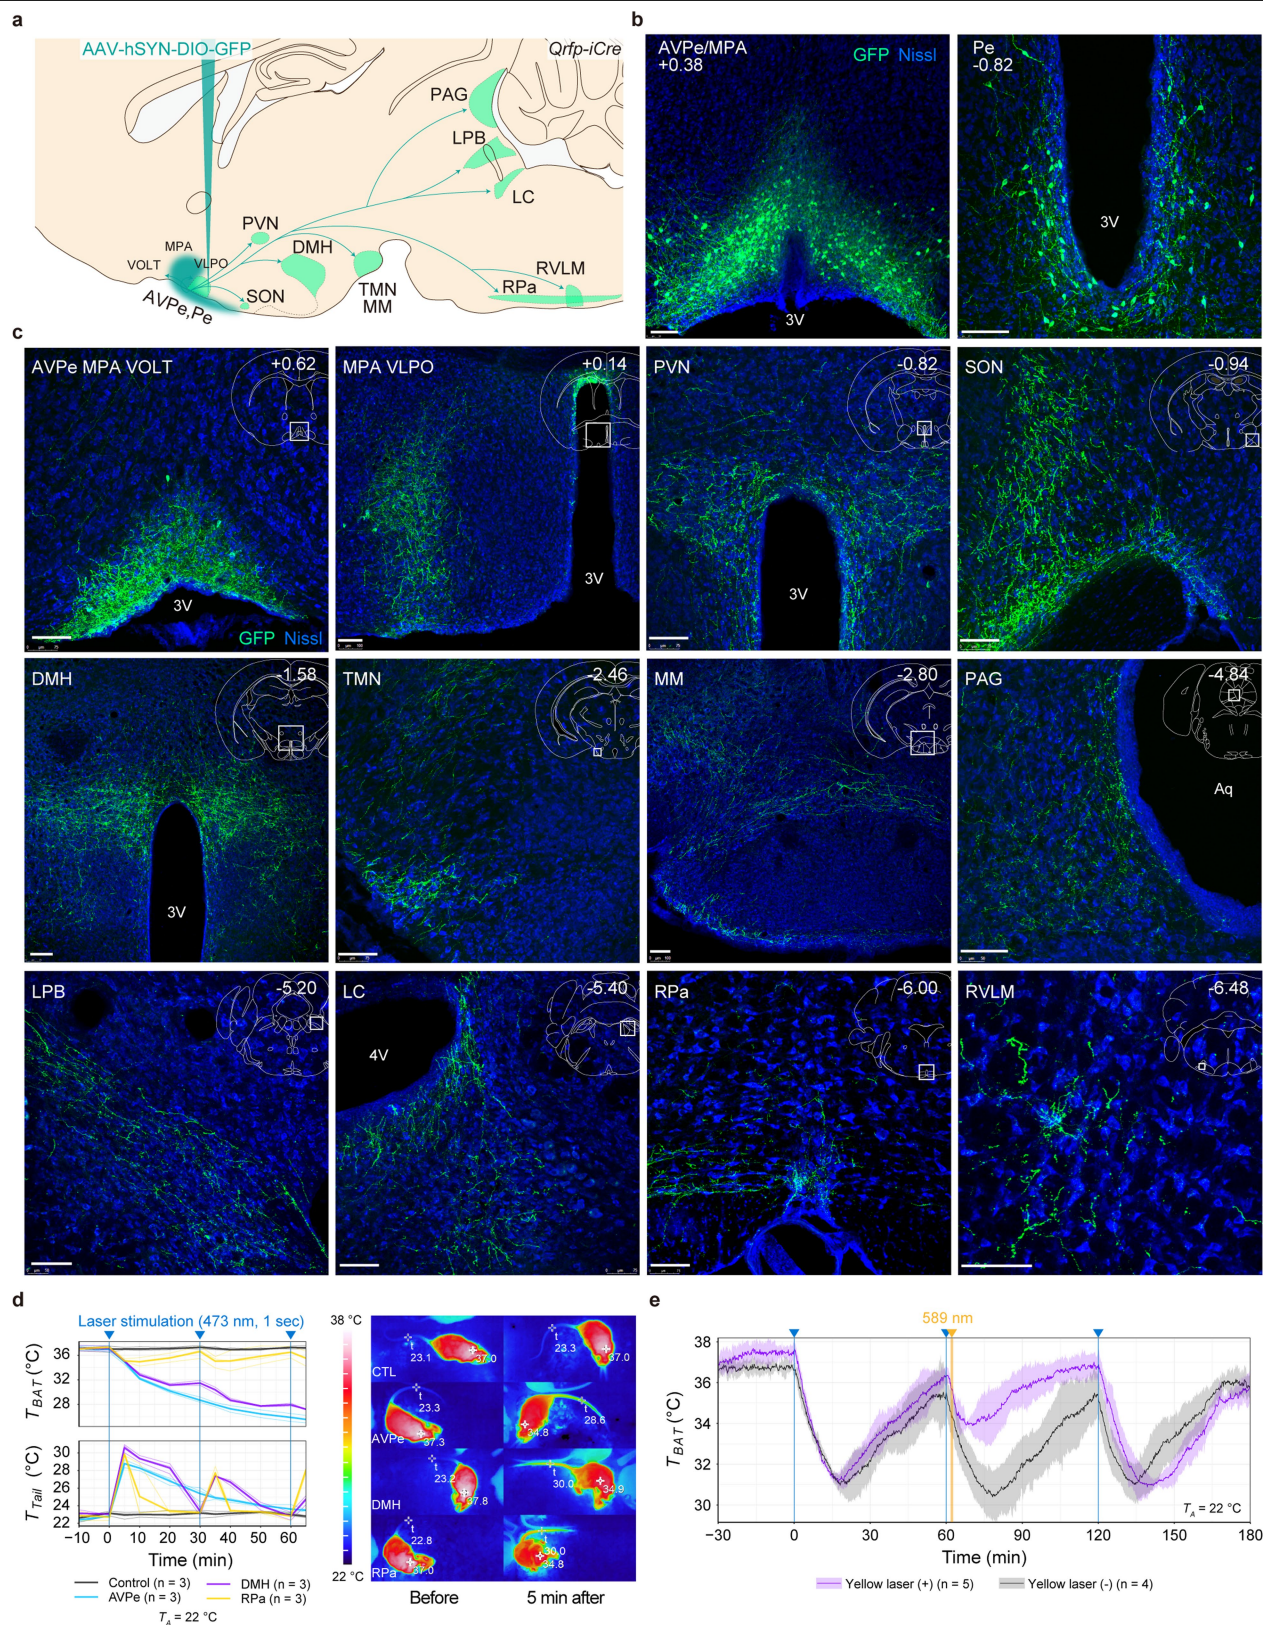 a
AAV-hSYN-DIO-GFP
Qrfp-iCre
PAG
LPB
LC
PVN
MPA
DMH
VOLT
VLPO
TMN
MM
RVLM
RPa
SON
AVPe,Pe
b
AVPe/MPA
+0.38
GFP Nissl
3V
Pe
-0.82
3V
c
AVPe MPA VOLT
+0.62
3V
GFP Nissl
MPA VLPO
+0.14
3V
PVN
-0.82
3V
SON
-0.94
DMH
-1.58
3V
TMN
-2.46
MM
-2.80
PAG
-4.84
Aq
LPB
-5.20
LC
-5.40
4V
RPa
-6.00
RVLM
-6.48
d
Laser stimulation (473 nm, 1 sec)
36
32
28
TBAT (°C)
30
28
26
24
22
TTail (°C)
−10 0 10 20 30 40 50 60
Time (min)
Control (n = 3)
DMH (n = 3)
AVPe (n = 3)
RPa (n = 3)
TA = 22 °C
38 °C
22 °C
t
23.1
37.0
CTL
t
23.3
37.0
t
23.3
37.3
AVPe
t
28.6
34.8
t
23.2
37.8
DMH
t
30.0
34.9
t
22.8
37.0
RPa
t
30.0
34.8
Before
5 min after
e
589 nm
38
36
34
32
30
TBAT (°C)
TA = 22 °C
−30 0 30 60 90 120 150 180
Time (min)
Yellow laser (+) (n = 5)
Yellow laser (-) (n = 4)